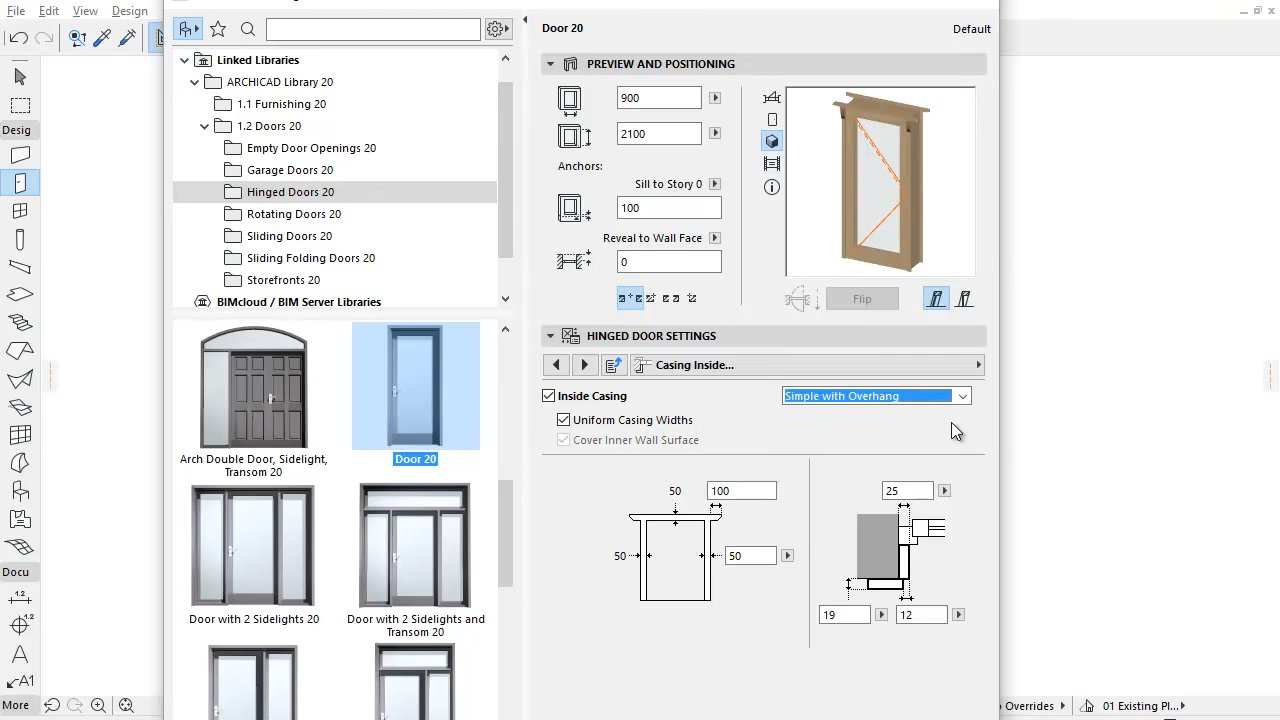 File Edit View Design
Desig
Docu
More
Linked Libraries
ARCHICAD Library 20
1.1 Furnishing 20
1.2 Doors 20
Empty Door Openings 20
Garage Doors 20
Hinged Doors 20
Rotating Doors 20
Sliding Doors 20
Sliding Folding Doors 20
Storefronts 20
BIMcloud / BIM Server Libraries
Arch Double Door, Sidelight,
Transom 20
Door 20
Door with 2 Sidelights 20
Door with 2 Sidelights and
Transom 20
Door 20
Default
PREVIEW AND POSITIONING
900
2100
Anchors:
Sill to Story 0
100
Reveal to Wall Face
0
Flip
HINGED DOOR SETTINGS
Casing Inside...
Inside Casing
Simple with Overhang
Uniform Casing Widths
Cover Inner Wall Surface
50
100
50
50
25
19
12
1.2
1.2
A
A1
Overrides
01 Existing Pl...